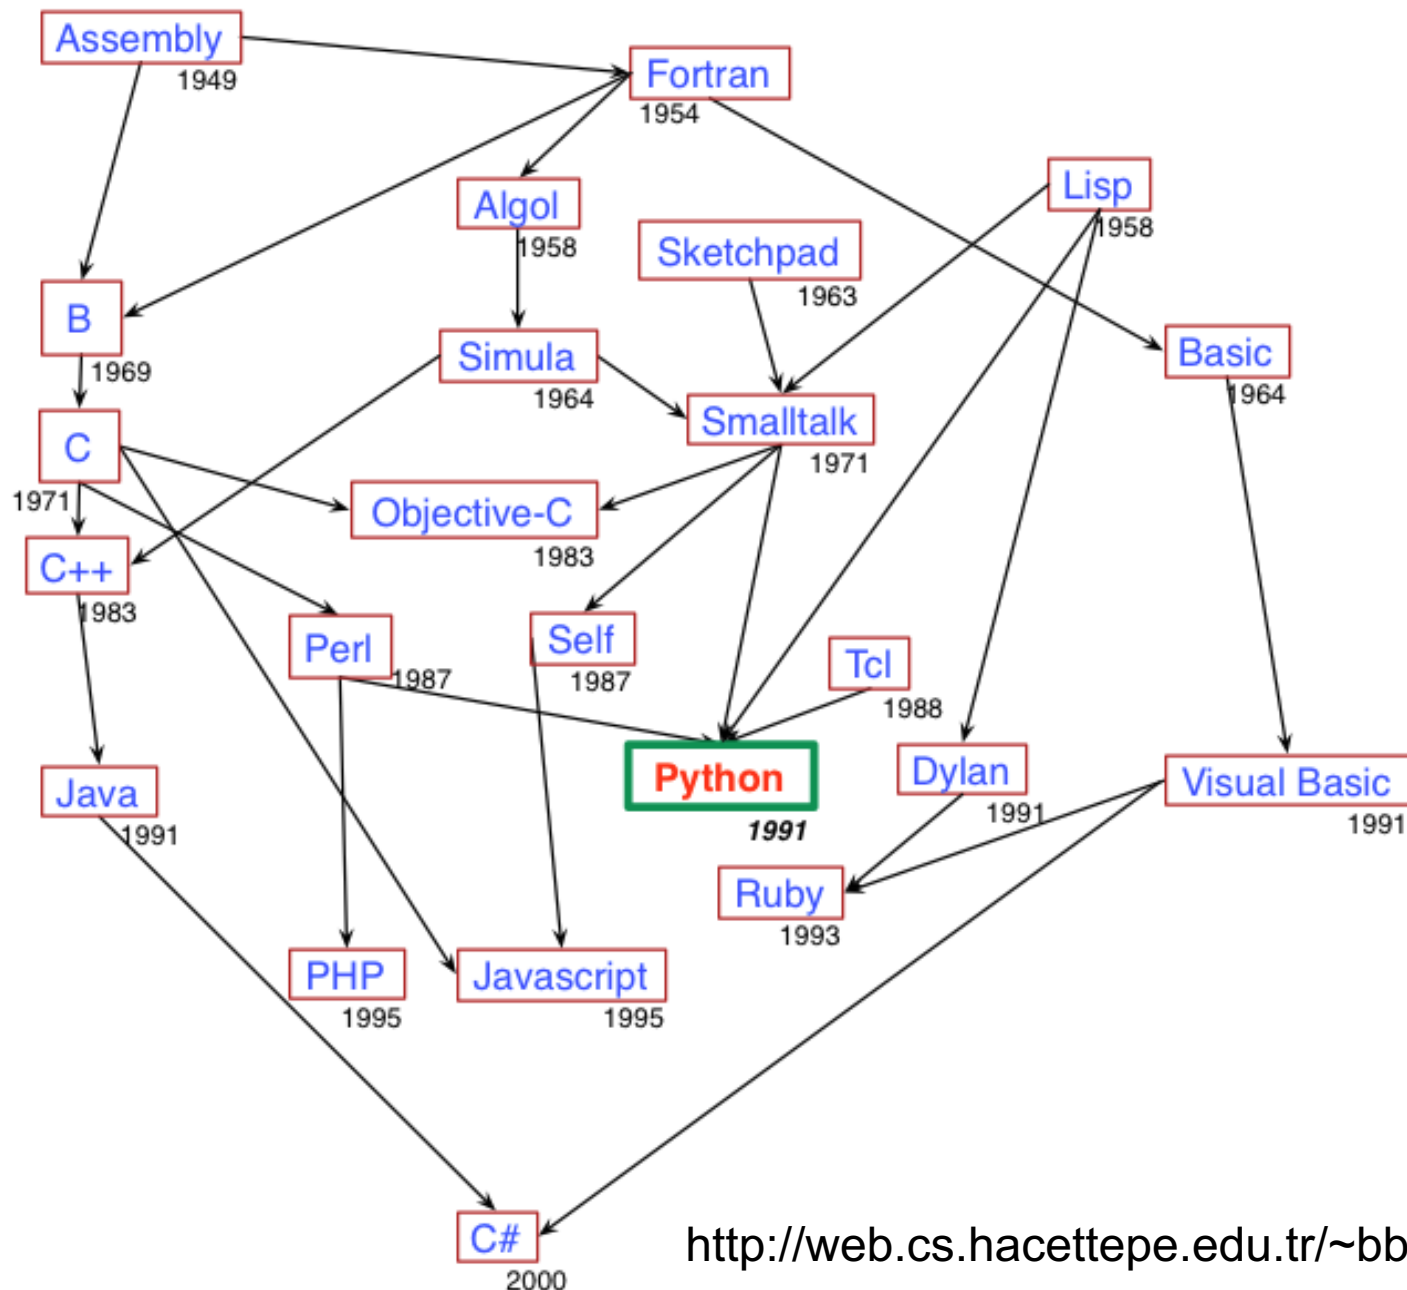 Assembly
1949
Fortran
1954
Algol
1958
Lisp
1958
Sketchpad
1963
B
1969
Simula
1964
Basic
1964
Smalltalk
1971
C
1971
Objective-C
1983
C++
1983
Perl
1987
Self
1987
Tcl
1988
Python
1991
Dylan
1991
Visual Basic
1991
Java
1991
Ruby
1993
PHP
1995
Javascript
1995
C#
2000
http://web.cs.hacettepe.edu.tr/~bb